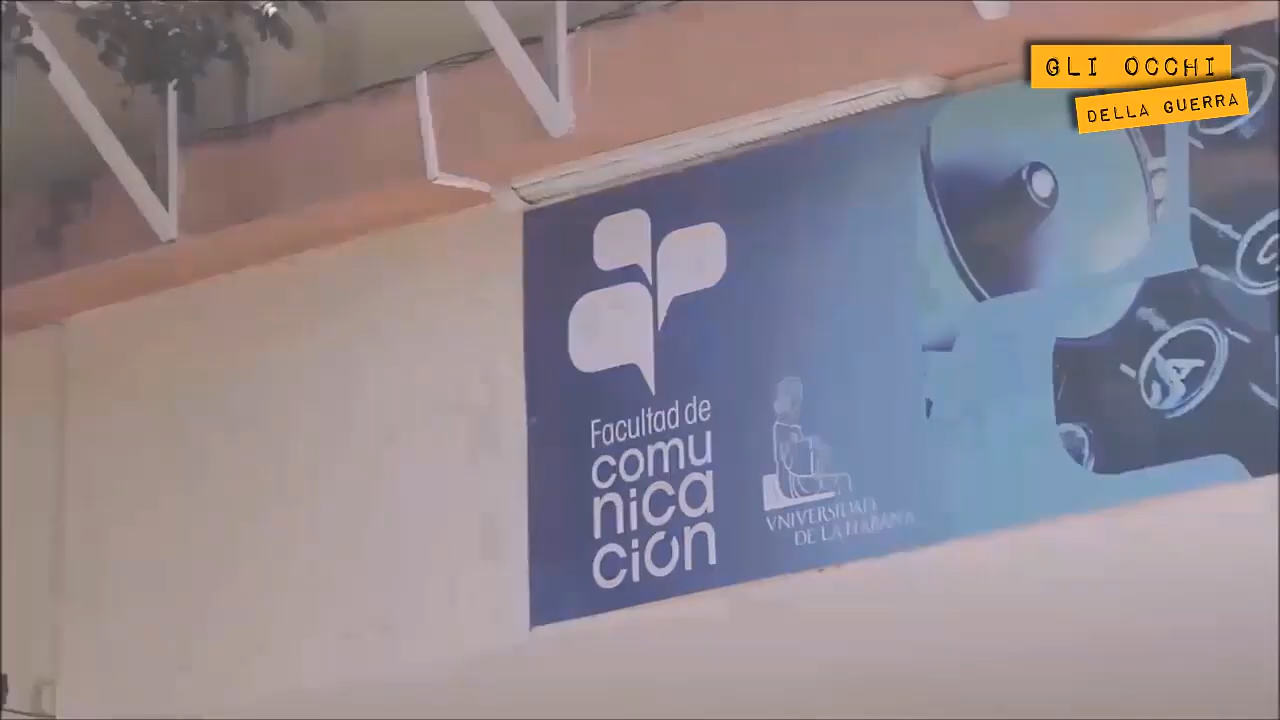 GLI OCCHI
DELLA GUERRA
Facultad de
comu
nica
ción
VNIVERSIDAD
DE LA HABANA